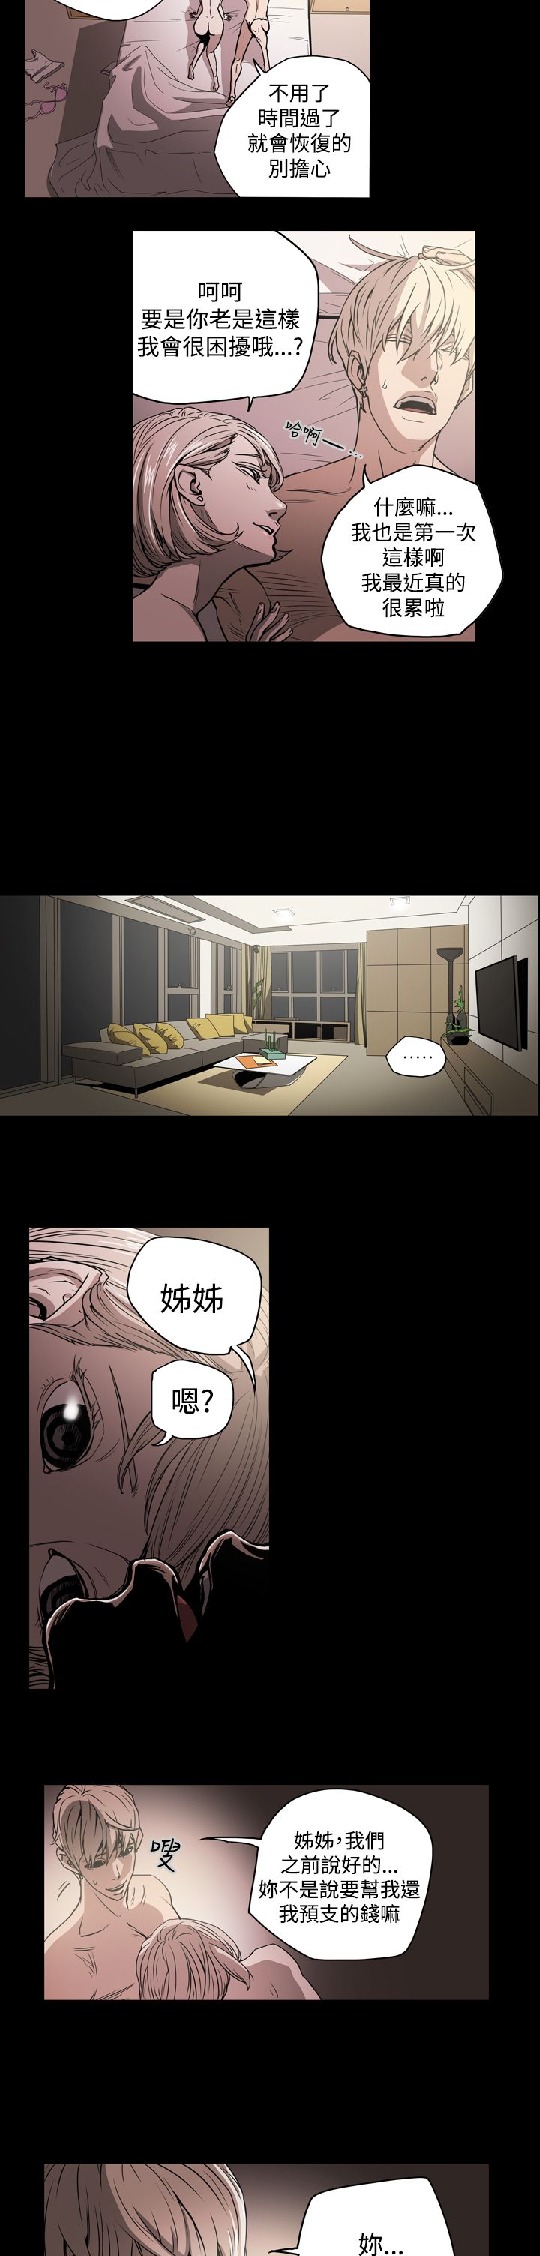 不用了
時間過了
就會恢復的
別擔心
呵呵
要是你老是這樣
我會很困擾哦...?
哈啊—...
什麼嘛...
我也是第一次
這樣啊
我最近真的
很累啦
.....
姊姊
嗯?
嗖
姊姊，我們
之前說好的...
妳不是說要幫我還
我預支的錢嘛
妳...